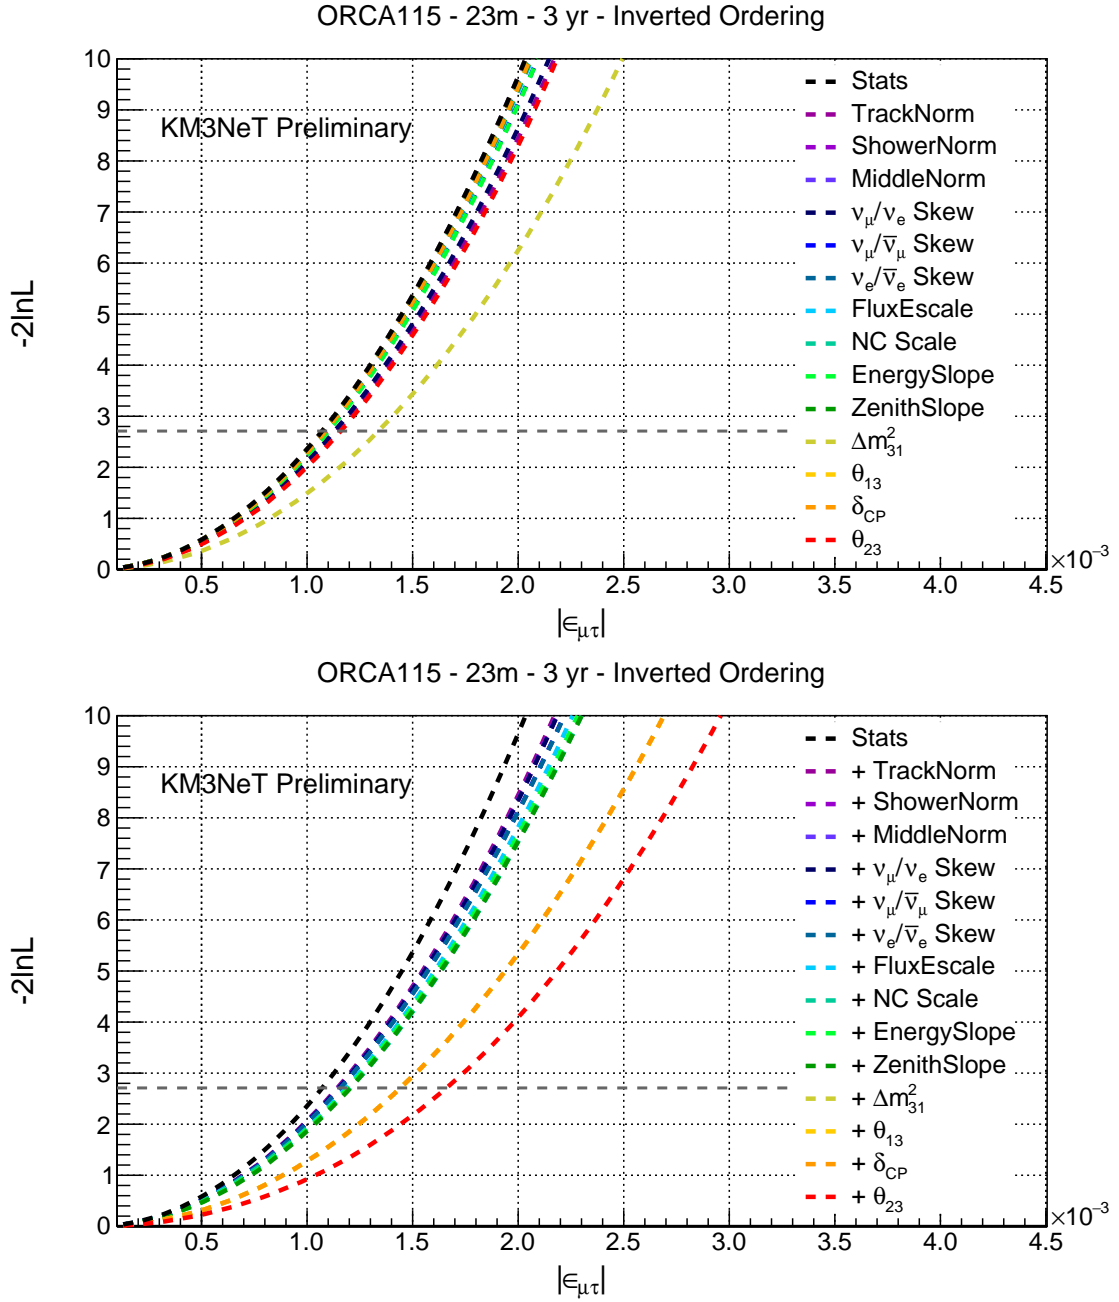 ORCA115 - 23m - 3 yr - Inverted Ordering
10
9
8
7
6
5
4
3
2
1
0
-2lnL
KM3NeT Preliminary
Stats
TrackNorm
ShowerNorm
MiddleNorm
νμ/νe Skew
νμ/ν̅μ Skew
νe/ν̅e Skew
FluxEscale
NC Scale
EnergySlope
ZenithSlope
Δm²31
θ13
δCP
θ23
0.5 1.0 1.5 2.0 2.5 3.0 3.5 4.0 4.5
×10⁻³
|ϵμτ|
ORCA115 - 23m - 3 yr - Inverted Ordering
10
9
8
7
6
5
4
3
2
1
0
-2lnL
KM3NeT Preliminary
Stats
+ TrackNorm
+ ShowerNorm
+ MiddleNorm
+ νμ/νe Skew
+ νμ/ν̅μ Skew
+ νe/ν̅e Skew
+ FluxEscale
+ NC Scale
+ EnergySlope
+ ZenithSlope
+ Δm²31
+ θ13
+ δCP
+ θ23
0.5 1.0 1.5 2.0 2.5 3.0 3.5 4.0 4.5
×10⁻³
|ϵμτ|